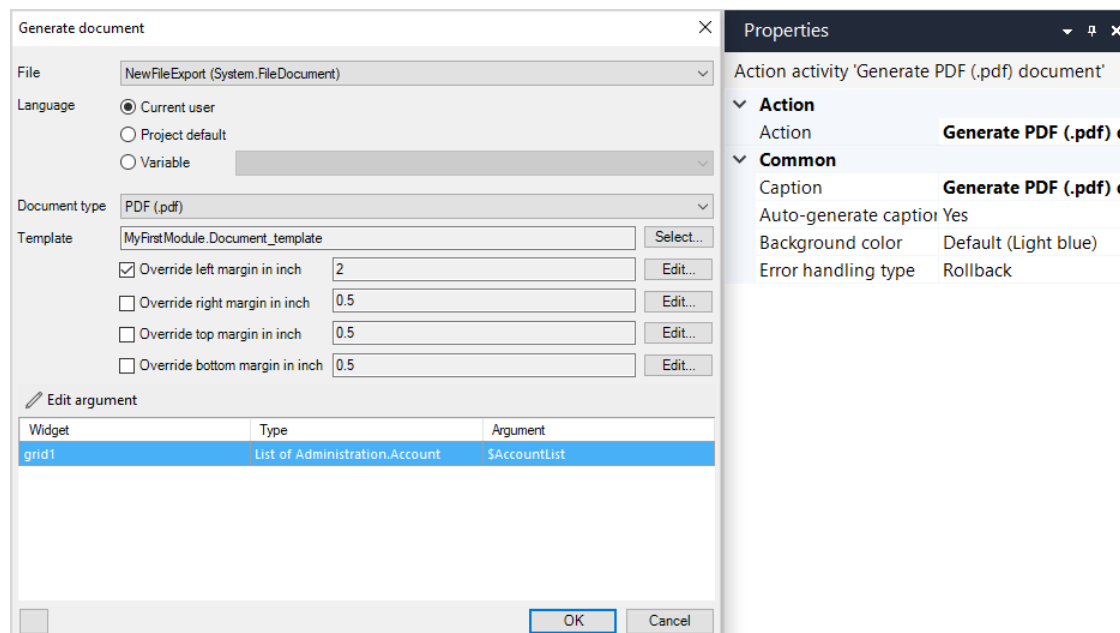 Generate document
File
NewFileExport (System.FileDocument)
Language
Current user
Project default
Variable
Document type
PDF (.pdf)
Template
MyFirstModule.Document_template
Select...
Override left margin in inch
2
Edit...
Override right margin in inch
0.5
Edit...
Override top margin in inch
0.5
Edit...
Override bottom margin in inch
0.5
Edit...
Edit argument
Widget Type Argument
grid1 List of Administration.Account $AccountList
OK Cancel
Properties
Action activity 'Generate PDF (.pdf) document'
Action
Action Generate PDF (.pdf)
Common
Caption Generate PDF (.pdf)
Auto-generate caption Yes
Background color Default (Light blue)
Error handling type Rollback